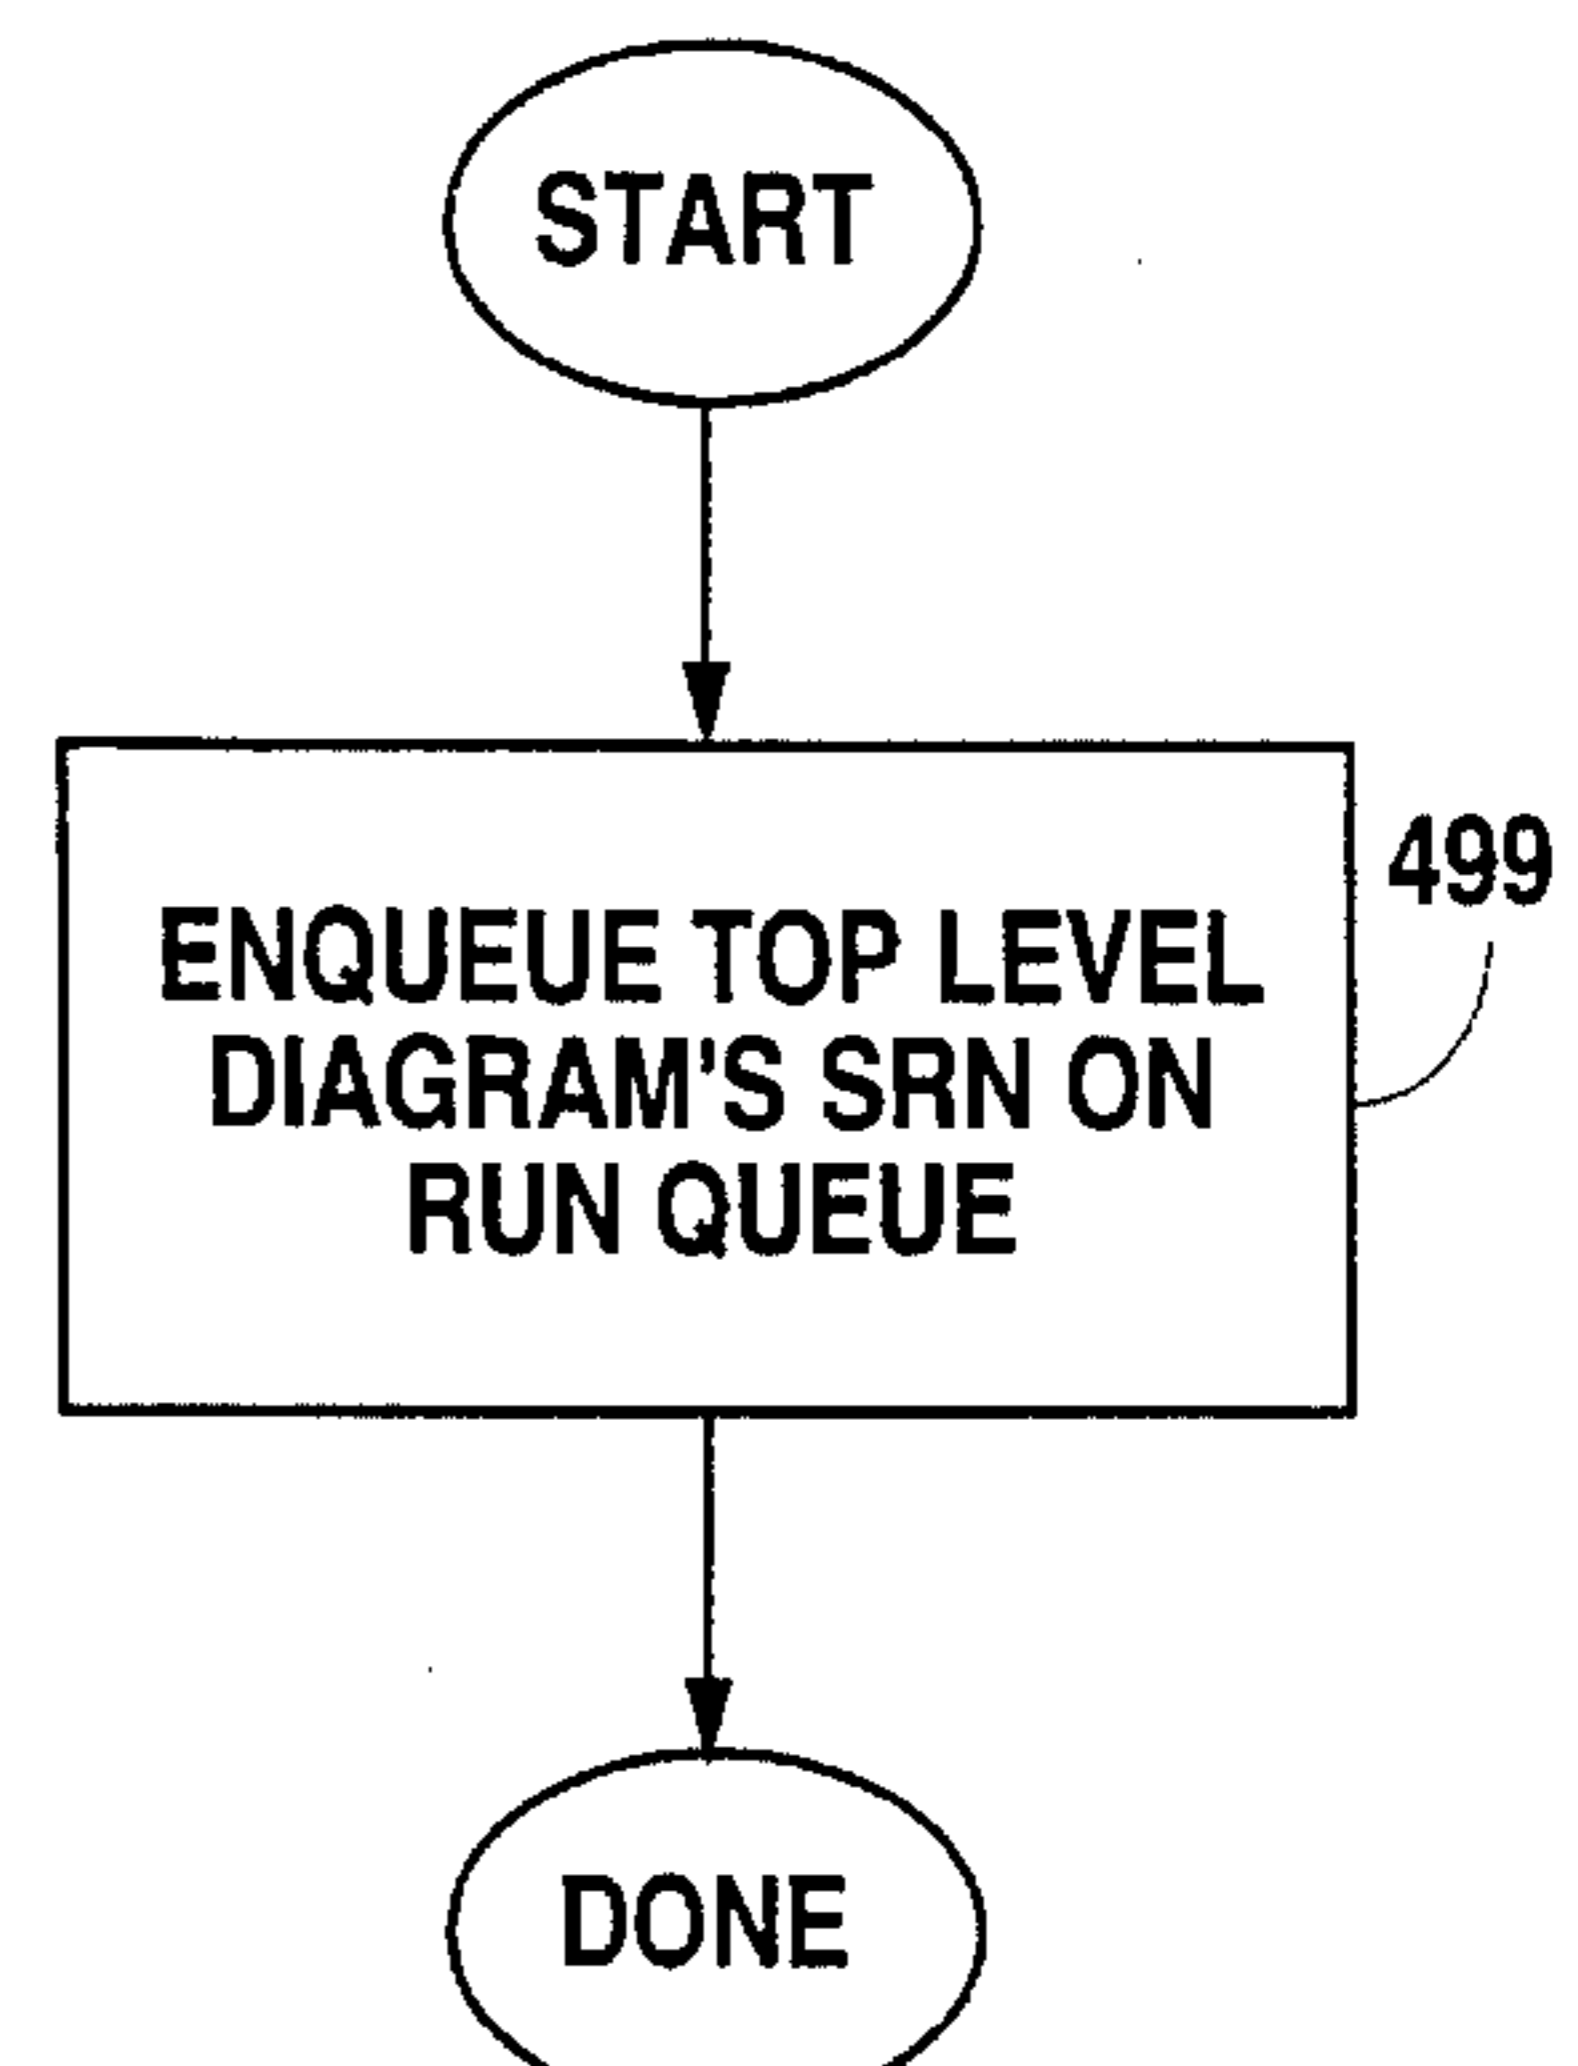 START
499
ENQUEUE TOP LEVEL
DIAGRAM'S SRN ON
RUN QUEUE
DONE